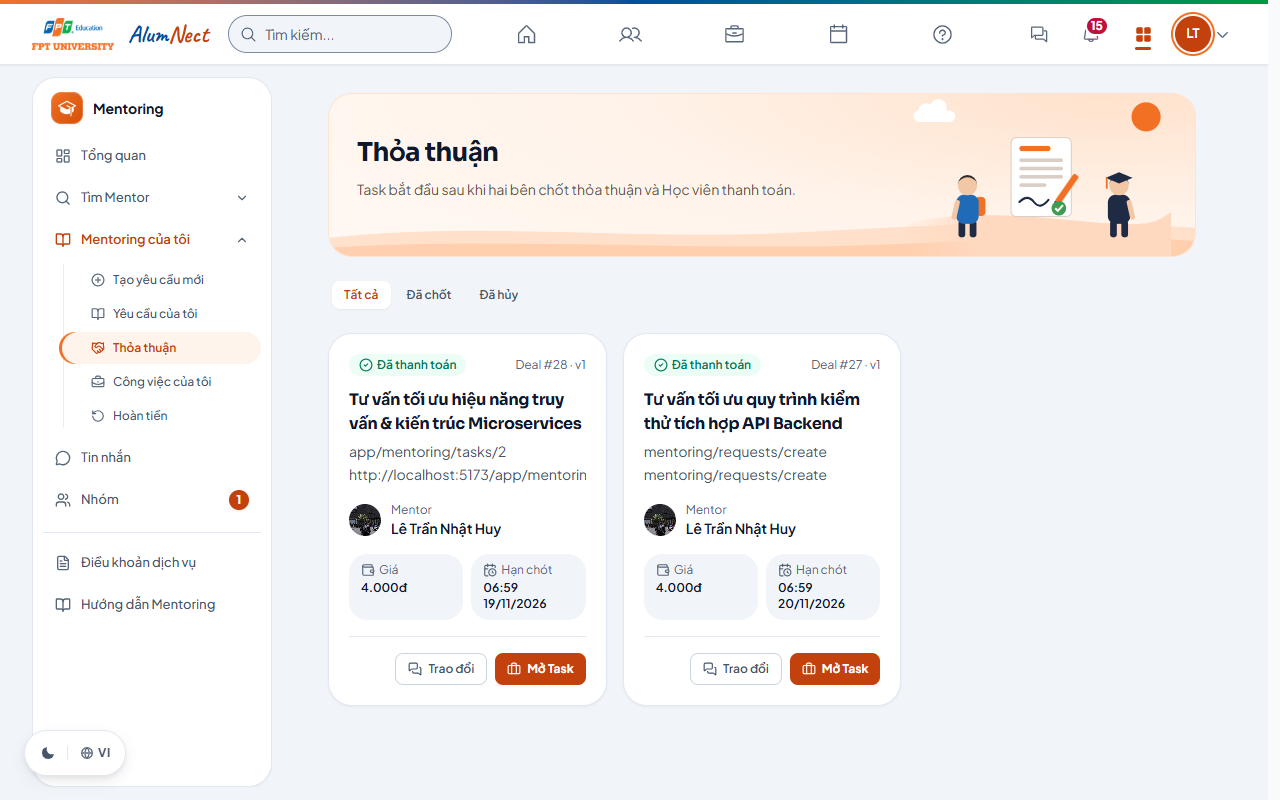 FPT Education
FPT UNIVERSITY
AlumNect
Tìm kiếm...
15
LT
Mentoring
Tổng quan
Tìm Mentor
Mentoring của tôi
Tạo yêu cầu mới
Yêu cầu của tôi
Thỏa thuận
Công việc của tôi
Hoàn tiền
Tin nhắn
Nhóm
1
Điều khoản dịch vụ
Hướng dẫn Mentoring
VI
Thỏa thuận
Task bắt đầu sau khi hai bên chốt thỏa thuận và Học viên thanh toán.
Tất cả
Đã chốt
Đã hủy
Đã thanh toán
Deal #28 · v1
Tư vấn tối ưu hiệu năng truy
vấn & kiến trúc Microservices
app/mentoring/tasks/2
http://localhost:5173/app/mentorin
Mentor
Lê Trần Nhật Huy
Giá
4.000đ
Hạn chót
06:59
19/11/2026
Trao đổi
Mở Task
Đã thanh toán
Deal #27 · v1
Tư vấn tối ưu quy trình kiểm
thử tích hợp API Backend
mentoring/requests/create
mentoring/requests/create
Mentor
Lê Trần Nhật Huy
Giá
4.000đ
Hạn chót
06:59
20/11/2026
Trao đổi
Mở Task